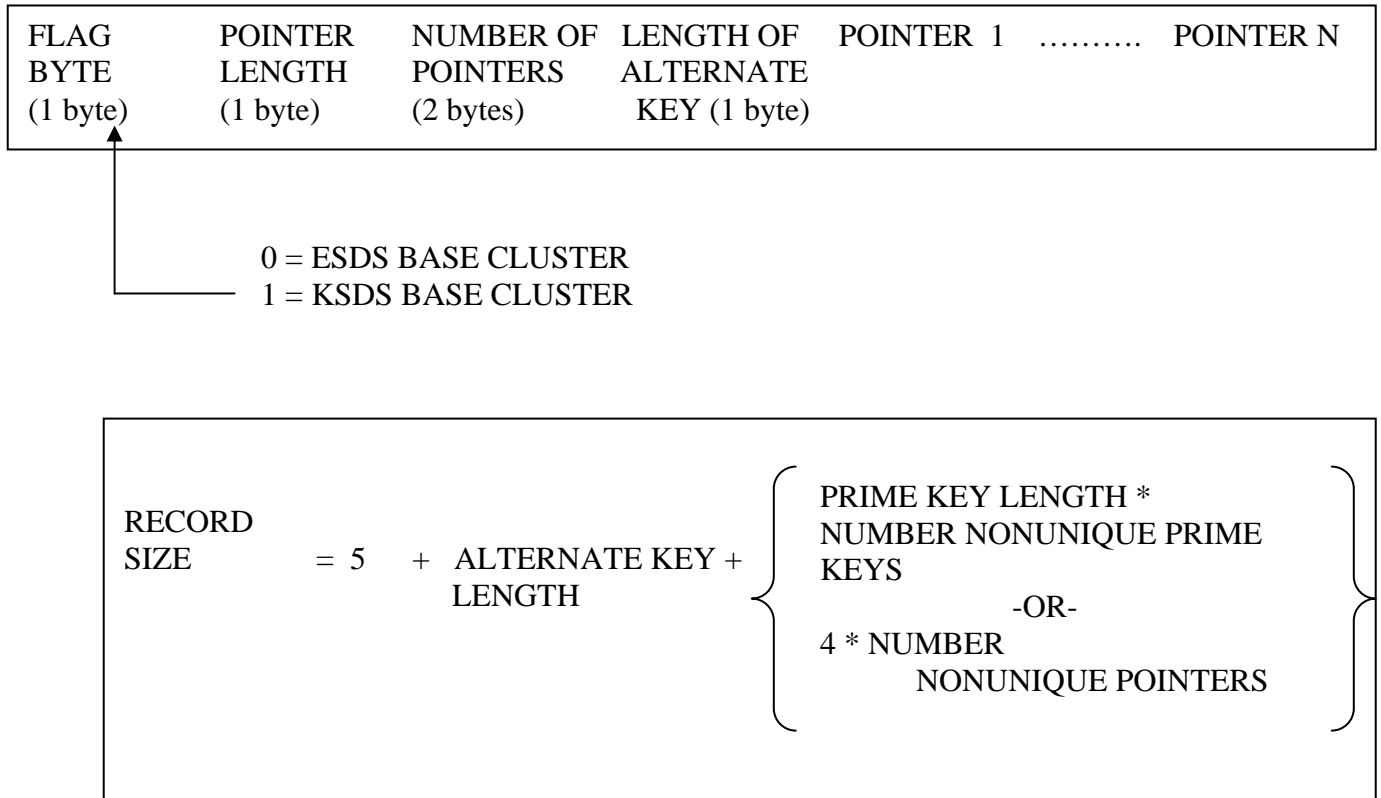 FLAG POINTER NUMBER OF LENGTH OF POINTER 1 ………. POINTER N
BYTE LENGTH POINTERS ALTERNATE
(1 byte) (1 byte) (2 bytes) KEY (1 byte)
0 = ESDS BASE CLUSTER
1 = KSDS BASE CLUSTER
PRIME KEY LENGTH *
RECORD NUMBER NONUNIQUE PRIME
SIZE = 5 + ALTERNATE KEY + KEYS
LENGTH -OR-
4 * NUMBER
NONUNIQUE POINTERS